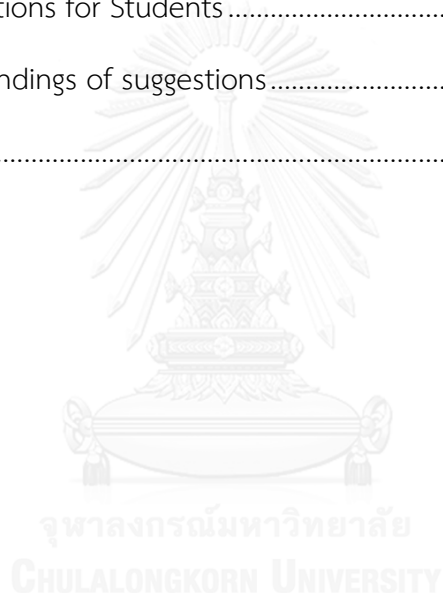 tions for Students.................................
ndings of suggestions..........................
........................................................................
จุฬาลงกรณ์มหาวิทยาลัย
CHULALONGKORN UNIVERSITY